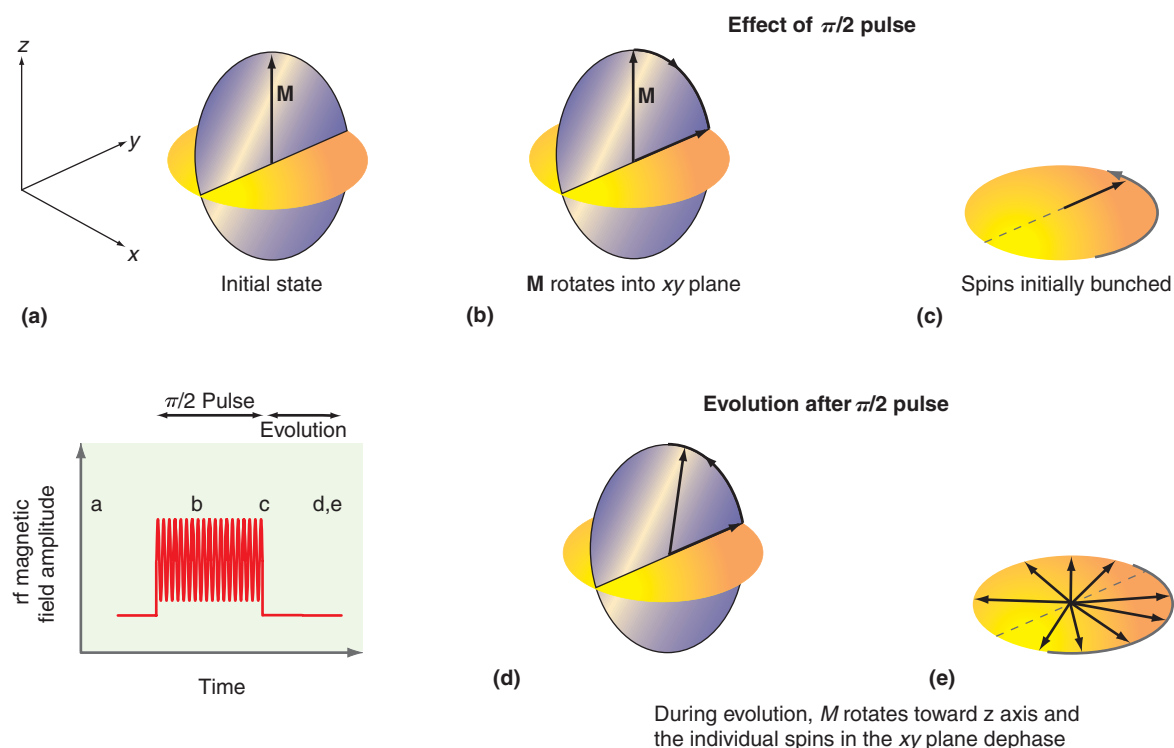 Effect of π/2 pulse
z
y
x
M
Initial state
(a)
M
M rotates into xy plane
(b)
Spins initially bunched
(c)
π/2 Pulse
Evolution
a
b
c
d,e
rf magnetic
field amplitude
Time
Evolution after π/2 pulse
(d)
(e)
During evolution, M rotates toward z axis and
the individual spins in the xy plane dephase